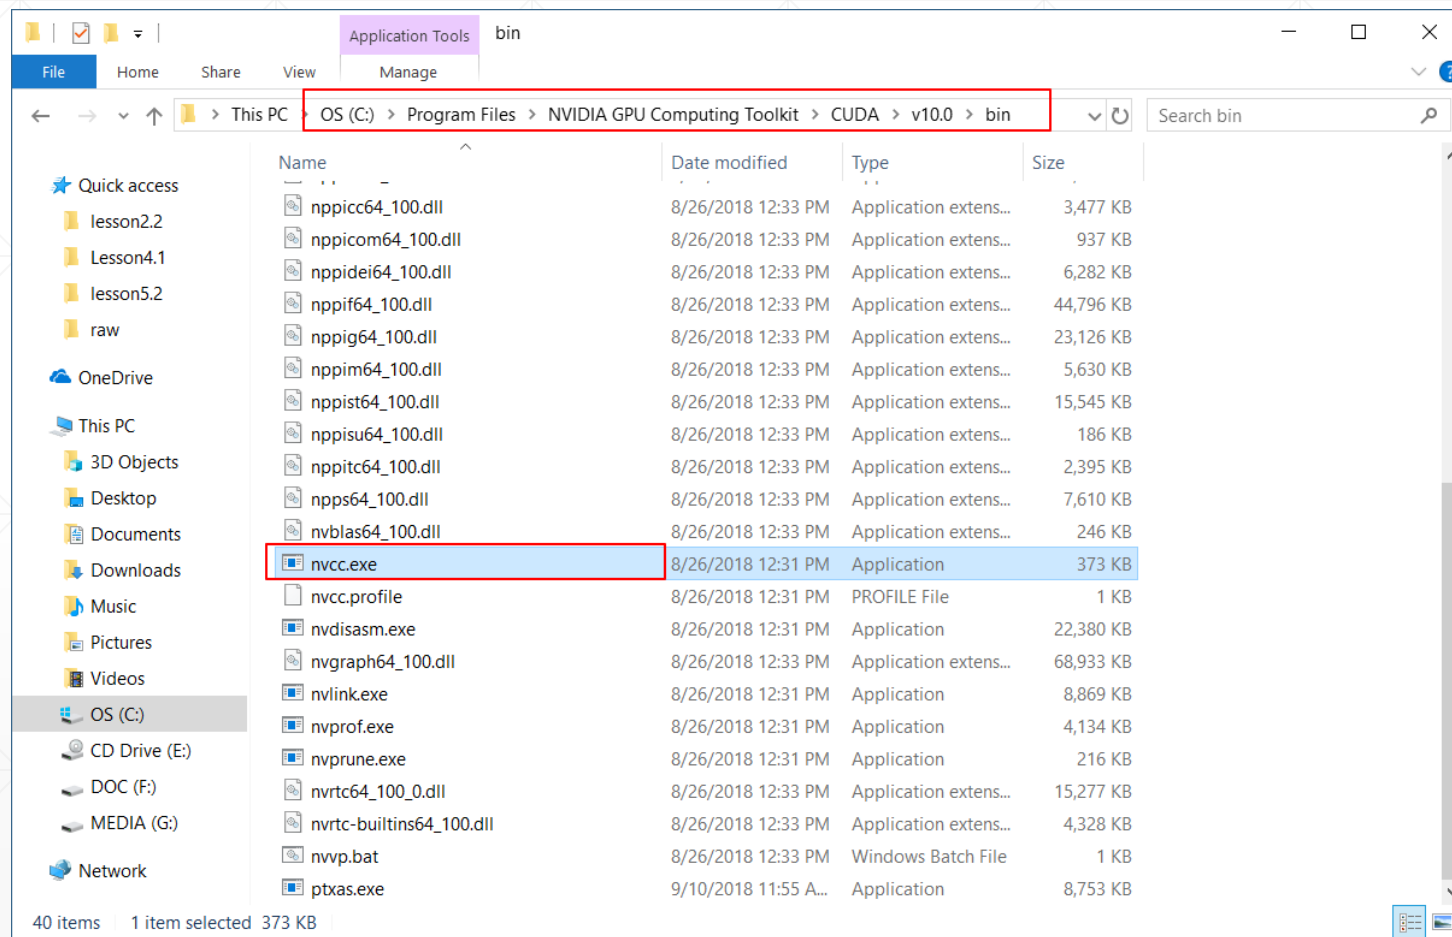 Application Tools bin
File Home Share View Manage
This PC OS (C:) Program Files NVIDIA GPU Computing Toolkit CUDA v10.0 bin Search bin
Name Date modified Type Size
Quick access
lesson2.2
Lesson4.1
lesson5.2
raw
OneDrive
This PC
3D Objects
Desktop
Documents
Downloads
Music
Pictures
Videos
OS (C:)
CD Drive (E:)
DOC (F:)
MEDIA (G:)
Network
nppicc64_100.dll 8/26/2018 12:33 PM Application extens... 3,477 KB
nppicom64_100.dll 8/26/2018 12:33 PM Application extens... 937 KB
nppidei64_100.dll 8/26/2018 12:33 PM Application extens... 6,282 KB
nppif64_100.dll 8/26/2018 12:33 PM Application extens... 44,796 KB
nppig64_100.dll 8/26/2018 12:33 PM Application extens... 23,126 KB
nppim64_100.dll 8/26/2018 12:33 PM Application extens... 5,630 KB
nppist64_100.dll 8/26/2018 12:33 PM Application extens... 15,545 KB
nppisu64_100.dll 8/26/2018 12:33 PM Application extens... 186 KB
nppitc64_100.dll 8/26/2018 12:33 PM Application extens... 2,395 KB
npps64_100.dll 8/26/2018 12:33 PM Application extens... 7,610 KB
nvblas64_100.dll 8/26/2018 12:33 PM Application extens... 246 KB
nvcc.exe 8/26/2018 12:31 PM Application 373 KB
nvcc.profile 8/26/2018 12:31 PM PROFILE File 1 KB
nvdisasm.exe 8/26/2018 12:31 PM Application 22,380 KB
nvgraph64_100.dll 8/26/2018 12:33 PM Application extens... 68,933 KB
nvlink.exe 8/26/2018 12:31 PM Application 8,869 KB
nvprof.exe 8/26/2018 12:31 PM Application 4,134 KB
nvprune.exe 8/26/2018 12:31 PM Application 216 KB
nvrtc64_100_0.dll 8/26/2018 12:33 PM Application extens... 15,277 KB
nvrtc-builtins64_100.dll 8/26/2018 12:33 PM Application extens... 4,328 KB
nvvp.bat 8/26/2018 12:33 PM Windows Batch File 1 KB
ptxas.exe 9/10/2018 11:55 A... Application 8,753 KB
40 items 1 item selected 373 KB